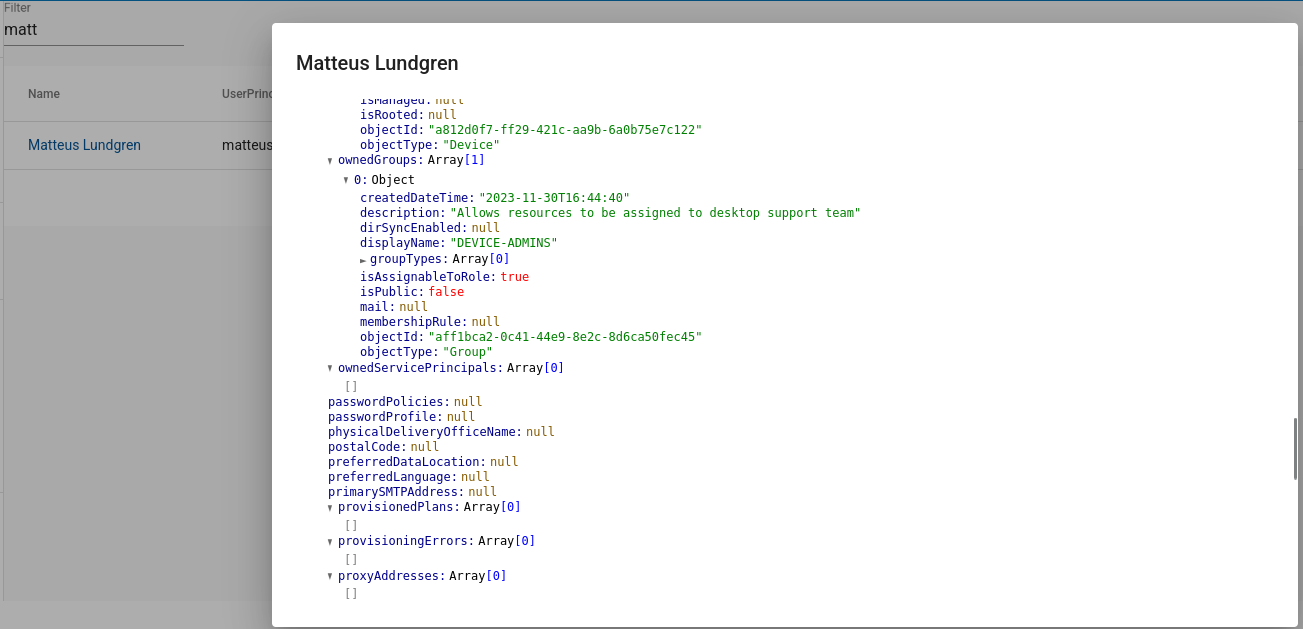 Filter
matt
Name
UserPrinc
Matteus Lundgren
matteus
Matteus Lundgren
isManaged: null
isRooted: null
objectId: "a812d0f7-ff29-421c-aa9b-6a0b75e7c122"
objectType: "Device"
ownedGroups: Array[1]
0: Object
createdDateTime: "2023-11-30T16:44:40"
description: "Allows resources to be assigned to desktop support team"
dirSyncEnabled: null
displayName: "DEVICE-ADMINS"
groupTypes: Array[0]
isAssignableToRole: true
isPublic: false
mail: null
membershipRule: null
objectId: "aff1bca2-0c41-44e9-8e2c-8d6ca50fec45"
objectType: "Group"
ownedServicePrincipals: Array[0]
[]
passwordPolicies: null
passwordProfile: null
physicalDeliveryOfficeName: null
postalCode: null
preferredDataLocation: null
preferredLanguage: null
primarySMTPAddress: null
provisionedPlans: Array[0]
[]
provisioningErrors: Array[0]
[]
proxyAddresses: Array[0]
[]